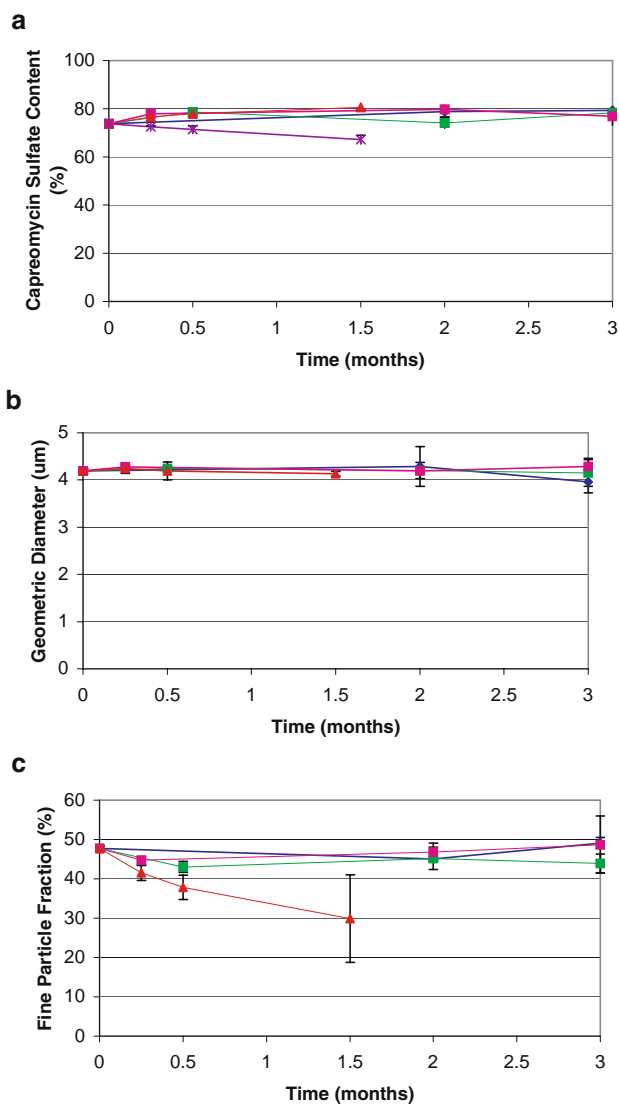 a
Capreomycin Sulfate Content
(%)
100
80
60
40
20
0
0 0.5 1 1.5 2 2.5 3
Time (months)
b
Geometric Diameter (um)
5
4
3
2
1
0
0 0.5 1 1.5 2 2.5 3
Time (months)
c
Fine Particle Fraction (%)
60
50
40
30
20
10
0
0 0.5 1 1.5 2 2.5 3
Time (months)